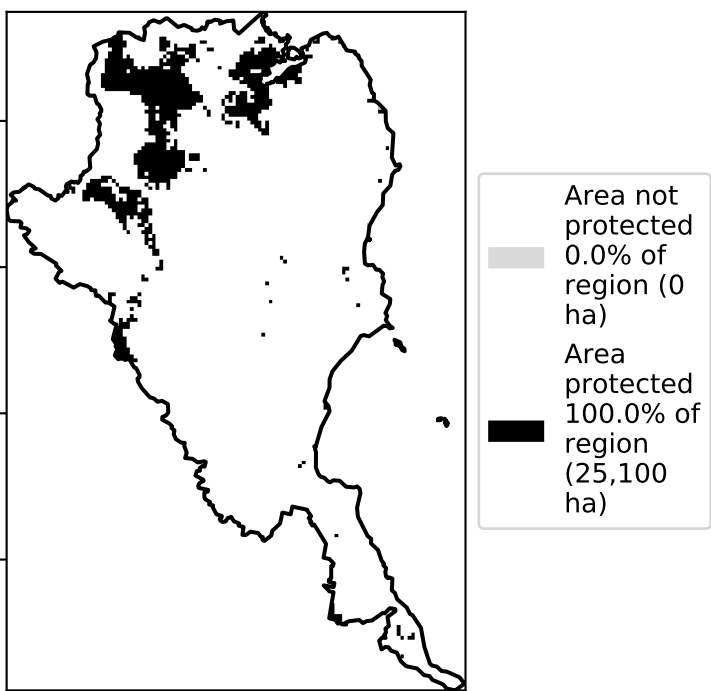 Area not
protected
0.0% of
region (0
ha)
Area
protected
100.0% of
region
(25,100
ha)